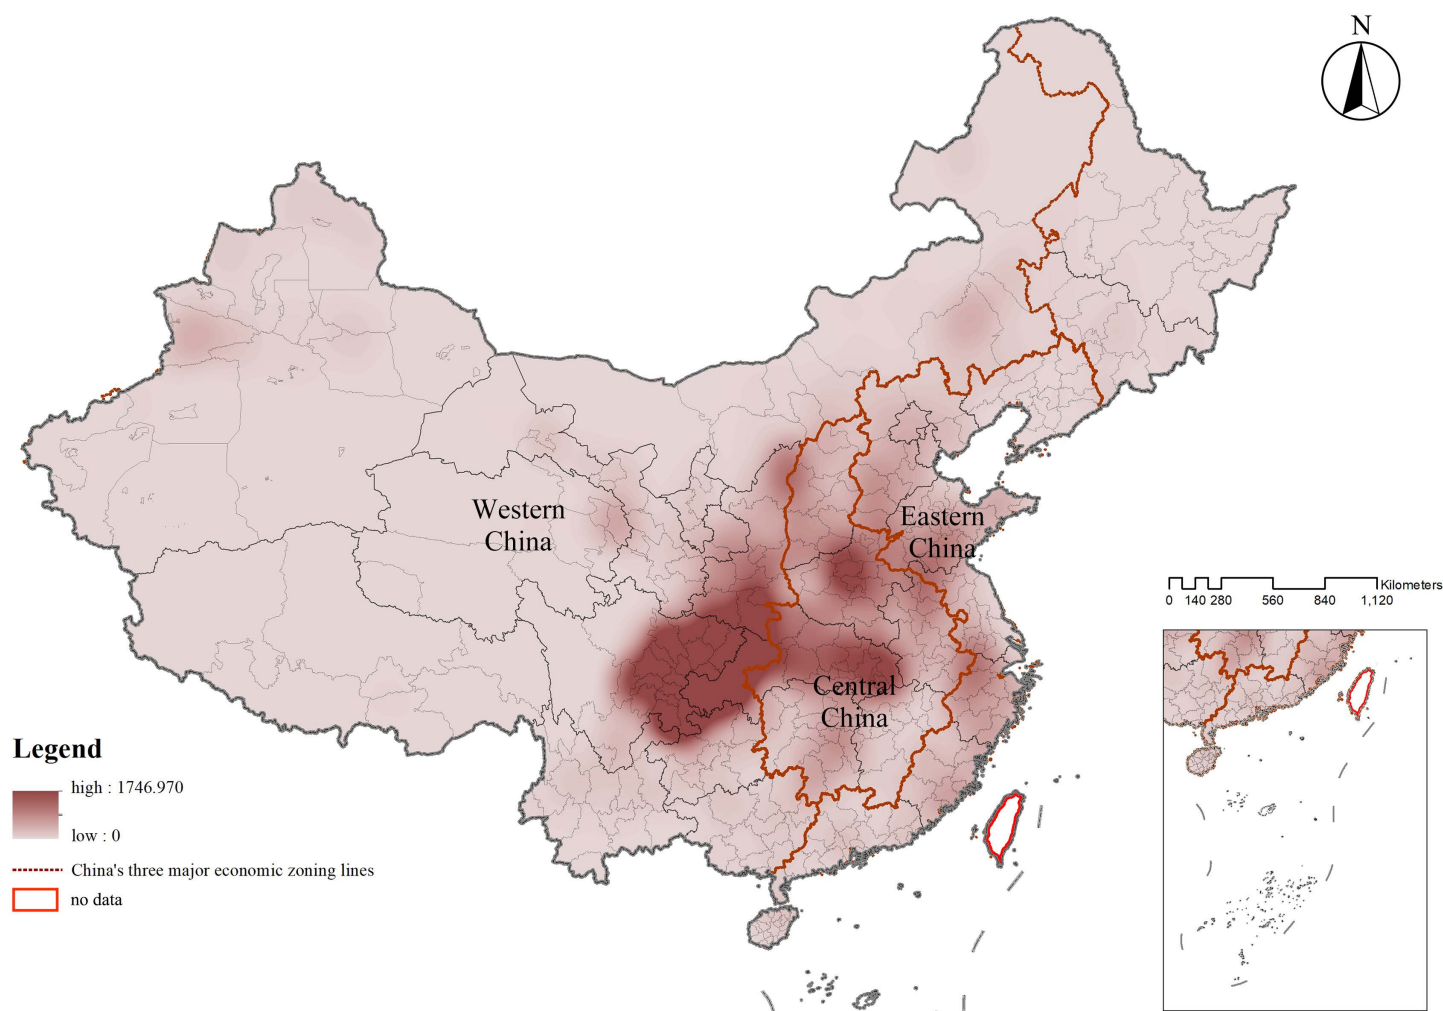 N
Western
China
Eastern
China
Central
China
Kilometers
0 140 280 560 840 1,120
Legend
high : 1746.970
low : 0
China's three major economic zoning lines
no data